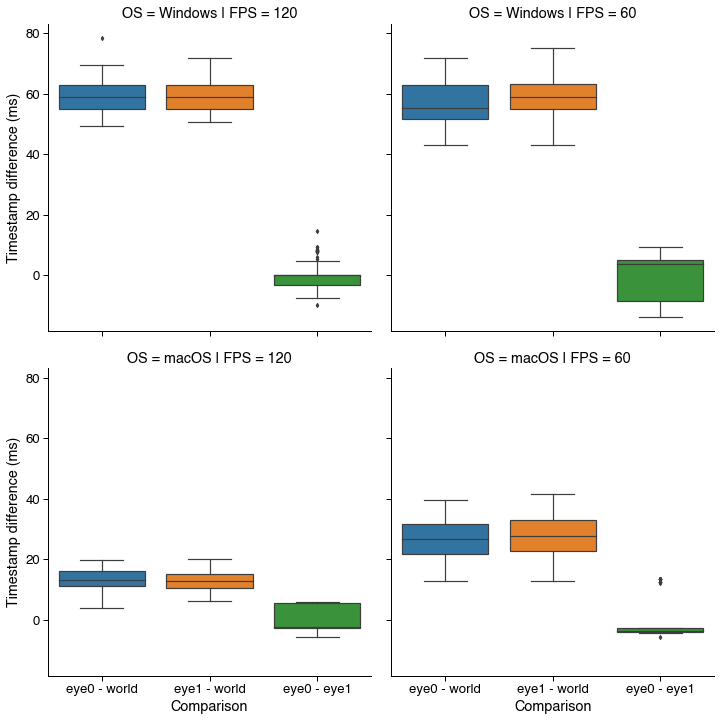 OS = Windows | FPS = 120
OS = Windows | FPS = 60
80
60
40
20
0
Timestamp difference (ms)
OS = macOS | FPS = 120
OS = macOS | FPS = 60
80
60
40
20
0
Timestamp difference (ms)
eye0 - world
eye1 - world
eye0 - eye1
eye0 - world
eye1 - world
eye0 - eye1
Comparison
Comparison